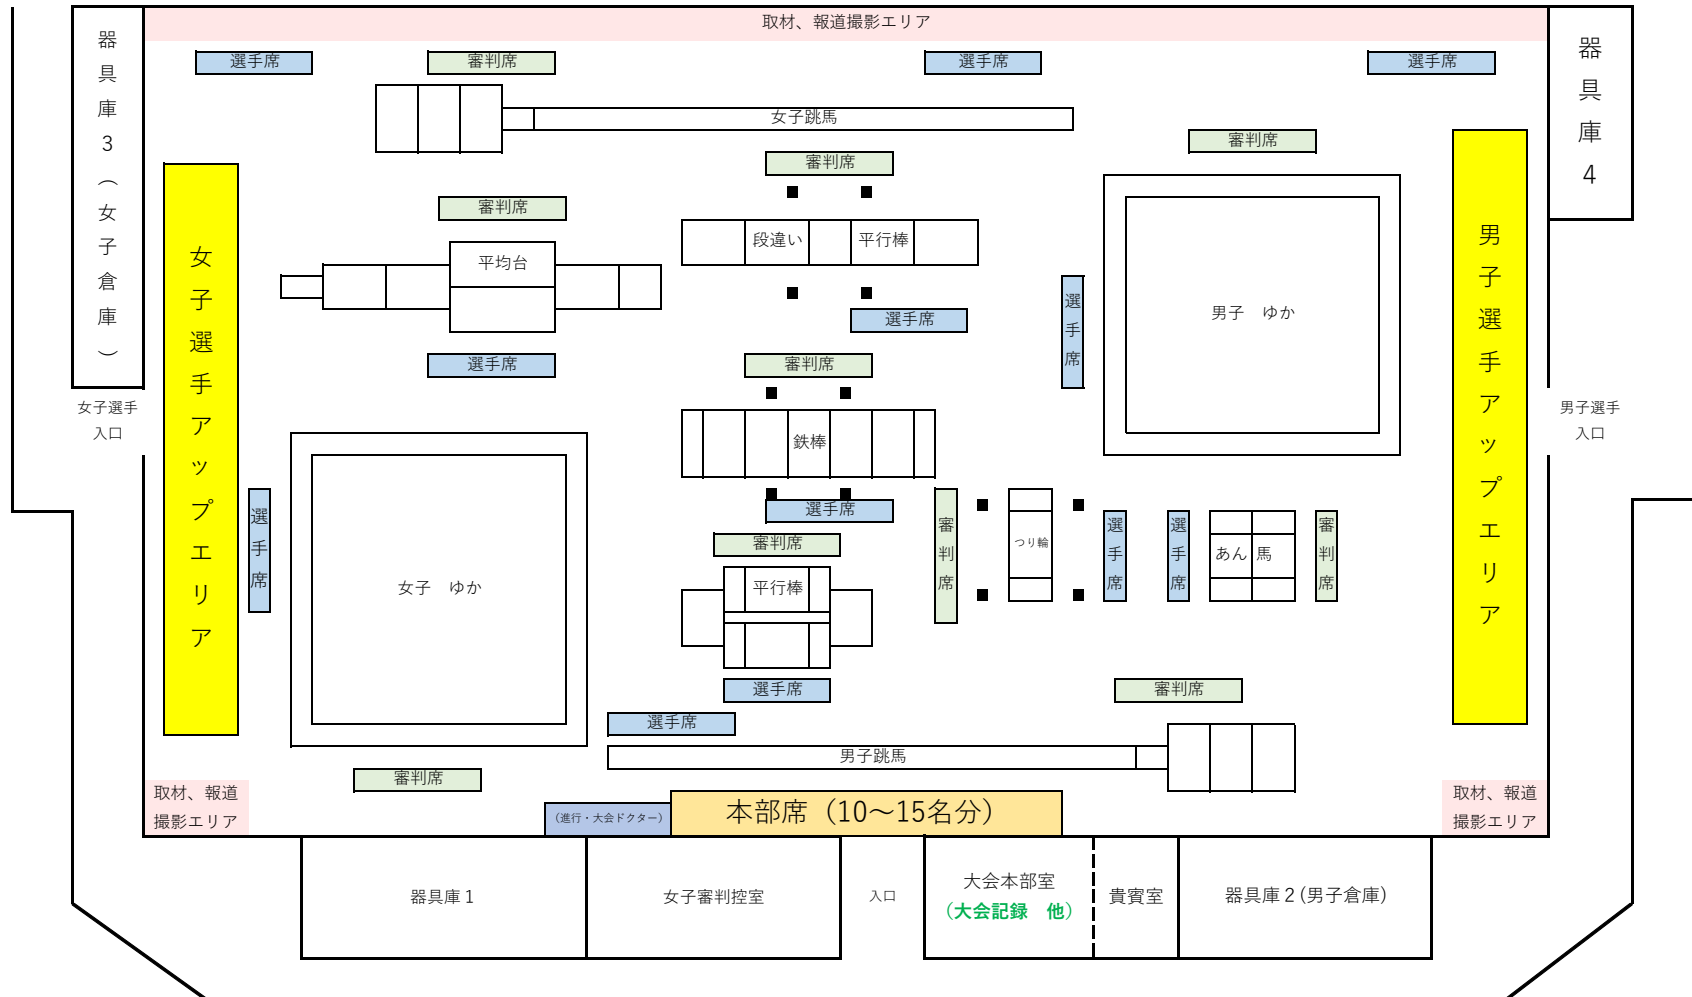 取材、報道撮影エリア
器具庫3（女子倉庫）
器具庫4
選手席
審判席
選手席
選手席
女子跳馬
審判席
審判席
審判席
段違い　平行棒
平均台
選手席
選手席
男子　ゆか
女子選手アップエリア
男子選手アップエリア
選手席
審判席
女子選手
入口
男子選手
入口
鉄棒
選手席
選手席
審判席
審判席
つり輪
選手席
選手席
あん馬
審判席
女子　ゆか
平行棒
選手席
審判席
選手席
男子跳馬
審判席
取材、報道
撮影エリア
（進行・大会ドクター）
本部席（10〜15名分）
取材、報道
撮影エリア
器具庫1
女子審判控室
入口
大会本部室
（大会記録　他）
貴賓室
器具庫2(男子倉庫)